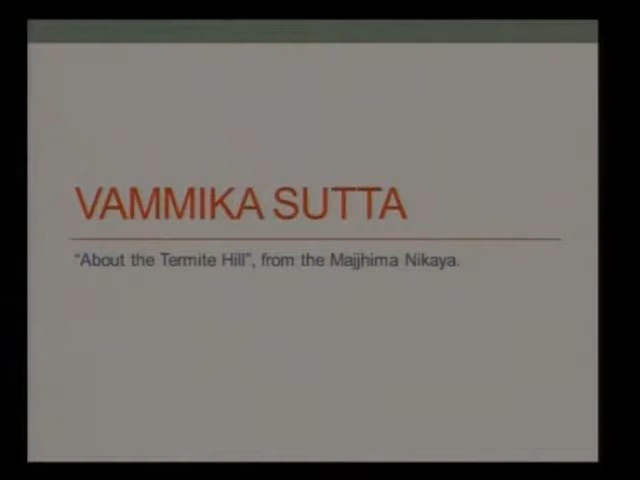 VAMMIKA SUTTA
“About the Termite Hill”, from the Majjhima Nikaya.